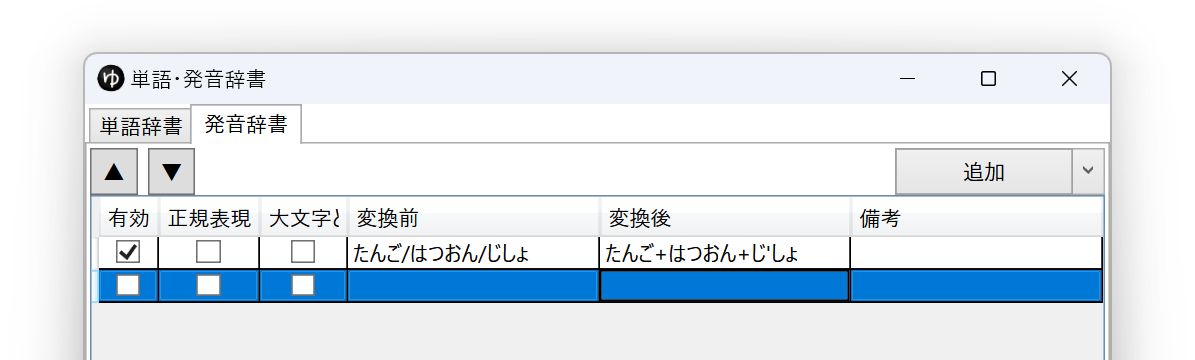 ゆ 単語・発音辞書
単語辞書 発音辞書
▲ ▼ 追加
有効 正規表現 大文字と 変換前 変換後 備考
たんご/はつおん/じしょ たんご+はつおん+じ'しょ